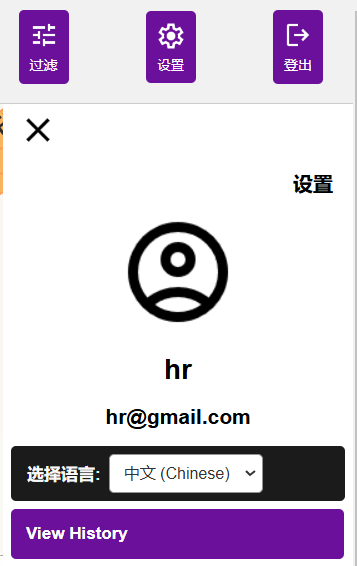 过滤
设置
登出
设置
hr
hr@gmail.com
选择语言: 中文 (Chinese)
View History